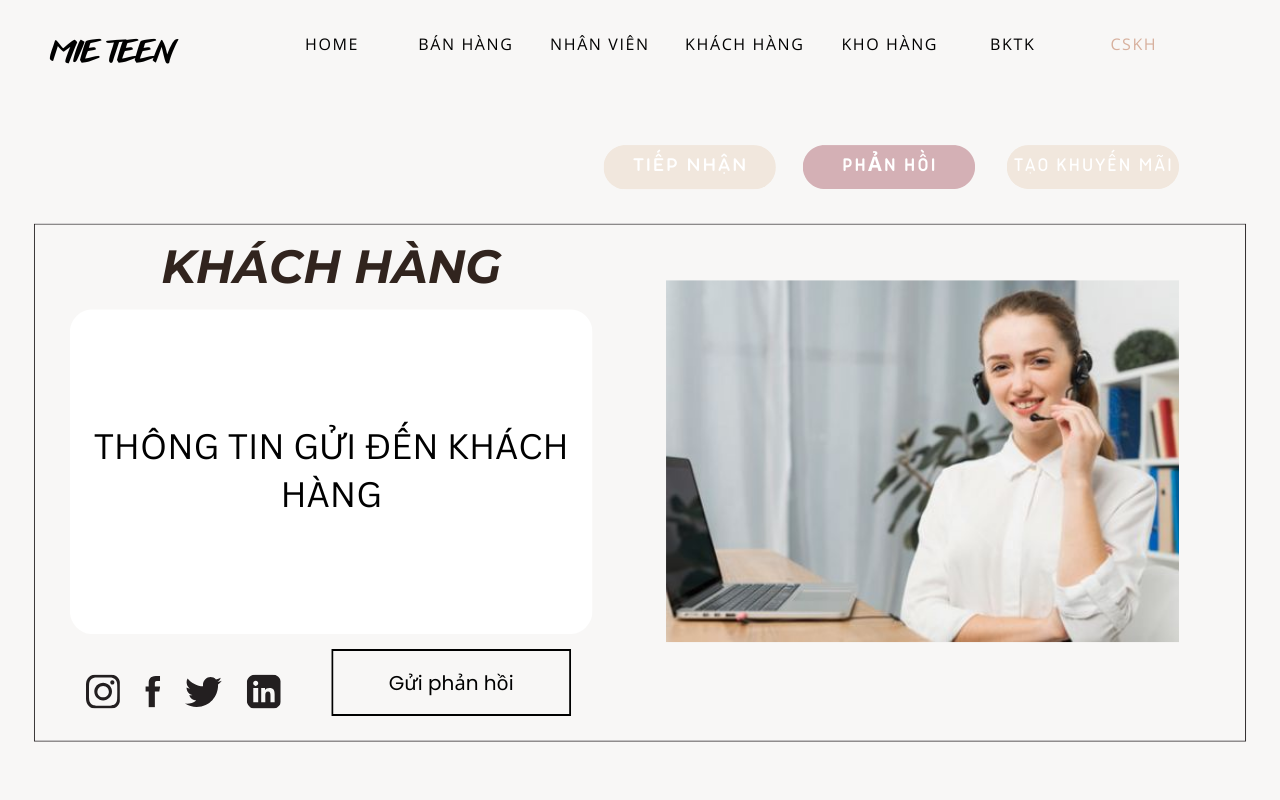 MIE TEEN
HOME
BÁN HÀNG
NHÂN VIÊN
KHÁCH HÀNG
KHO HÀNG
BKTK
CSKH
TIẾP NHẬN
PHẢN HỒI
TẠO KHUYẾN MÃI
KHÁCH HÀNG
THÔNG TIN GỬI ĐẾN KHÁCH
HÀNG
Gửi phản hồi